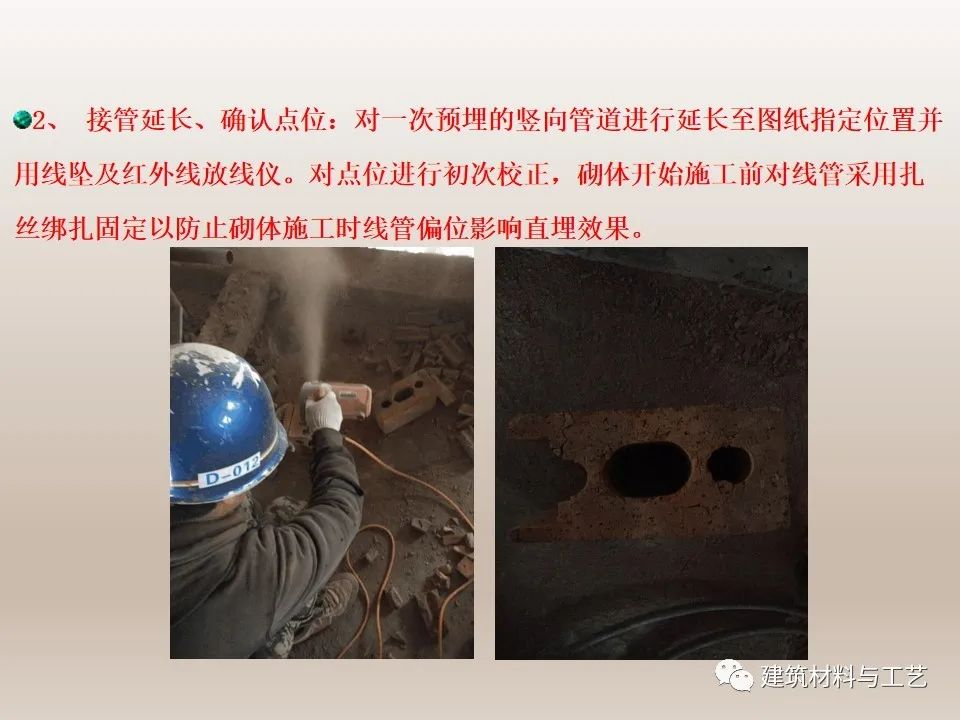 2、 接管延长、确认点位：对一次预埋的竖向管道进行延长至图纸指定位置并
用线坠及红外线放线仪。对点位进行初次校正，砌体开始施工前对线管采用扎
丝绑扎固定以防止砌体施工时线管偏位影响直埋效果。
D-012
建筑材料与工艺